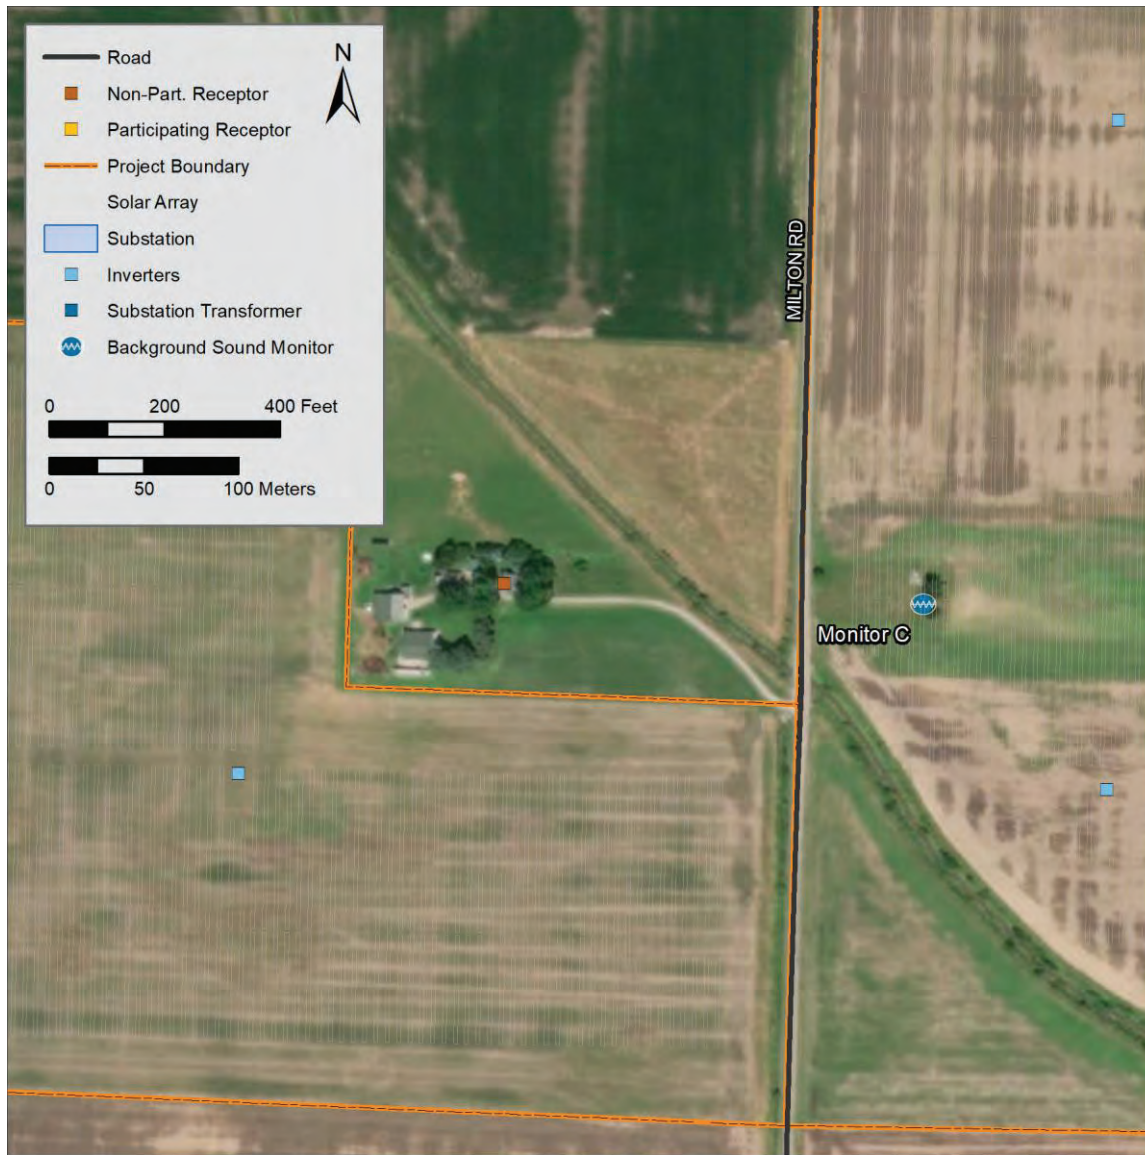 N
Road
Non-Part. Receptor
Participating Receptor
Project Boundary
Solar Array
Substation
Inverters
Substation Transformer
Background Sound Monitor
0 200 400 Feet
0 50 100 Meters
MILTON RD
Monitor C